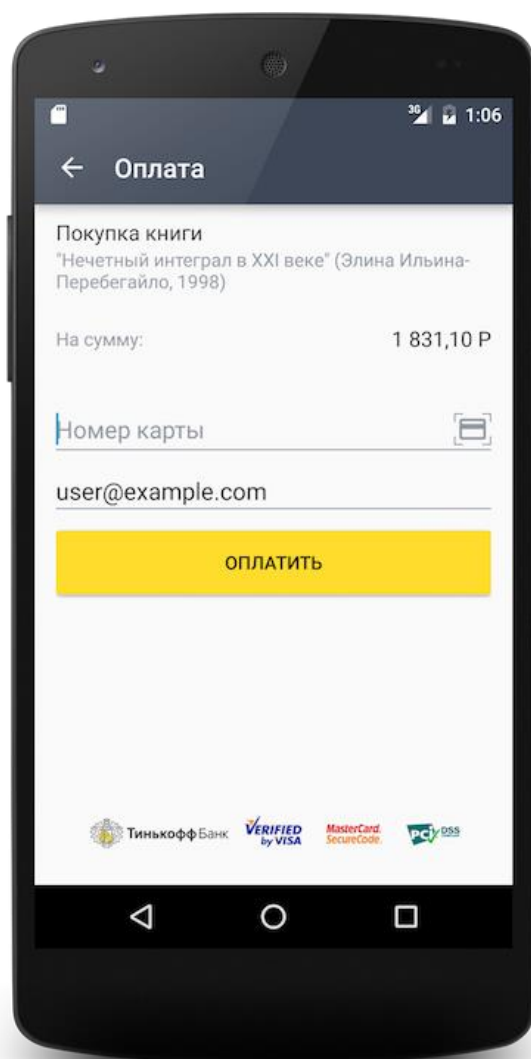 3G 1:06
Оплата
Покупка книги
"Нечетный интеграл в XXI веке" (Элина Ильина-
Перебегайло, 1998)
На сумму: 1 831,10 Р
Номер карты
user@example.com
ОПЛАТИТЬ
Тинькофф Банк VERIFIED by VISA MasterCard. SecureCode. PCI DSS